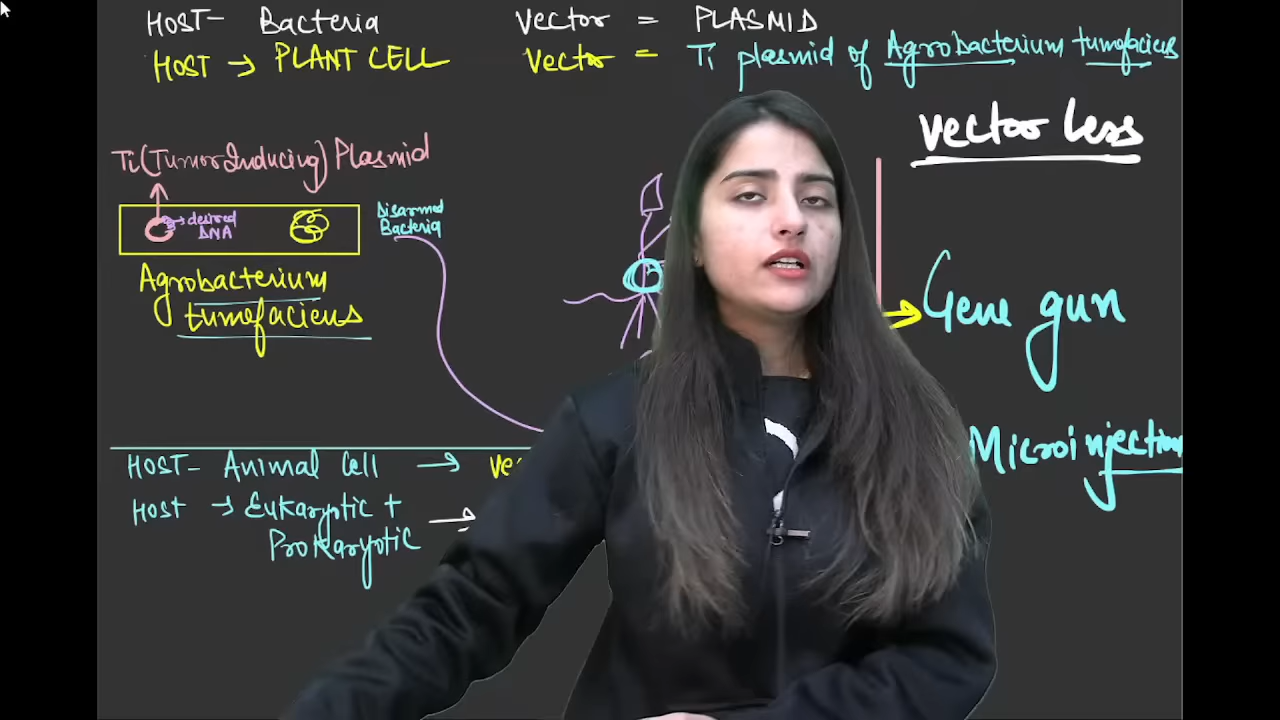 HOST- Bacteria
Vector = PLASMID
HOST → PLANT CELL
Vector = Ti plasmid of Agrobacterium tumefacieus
Vector less
Ti (Tumor Inducing) Plasmid
→ desired
DNA
Disarmed
Bacteria
Agrobacterium
tumefacieus
→ Gene gun
Microinjection
HOST- Animal Cell →
HOST → Eukaryotic +
Prokaryotic →